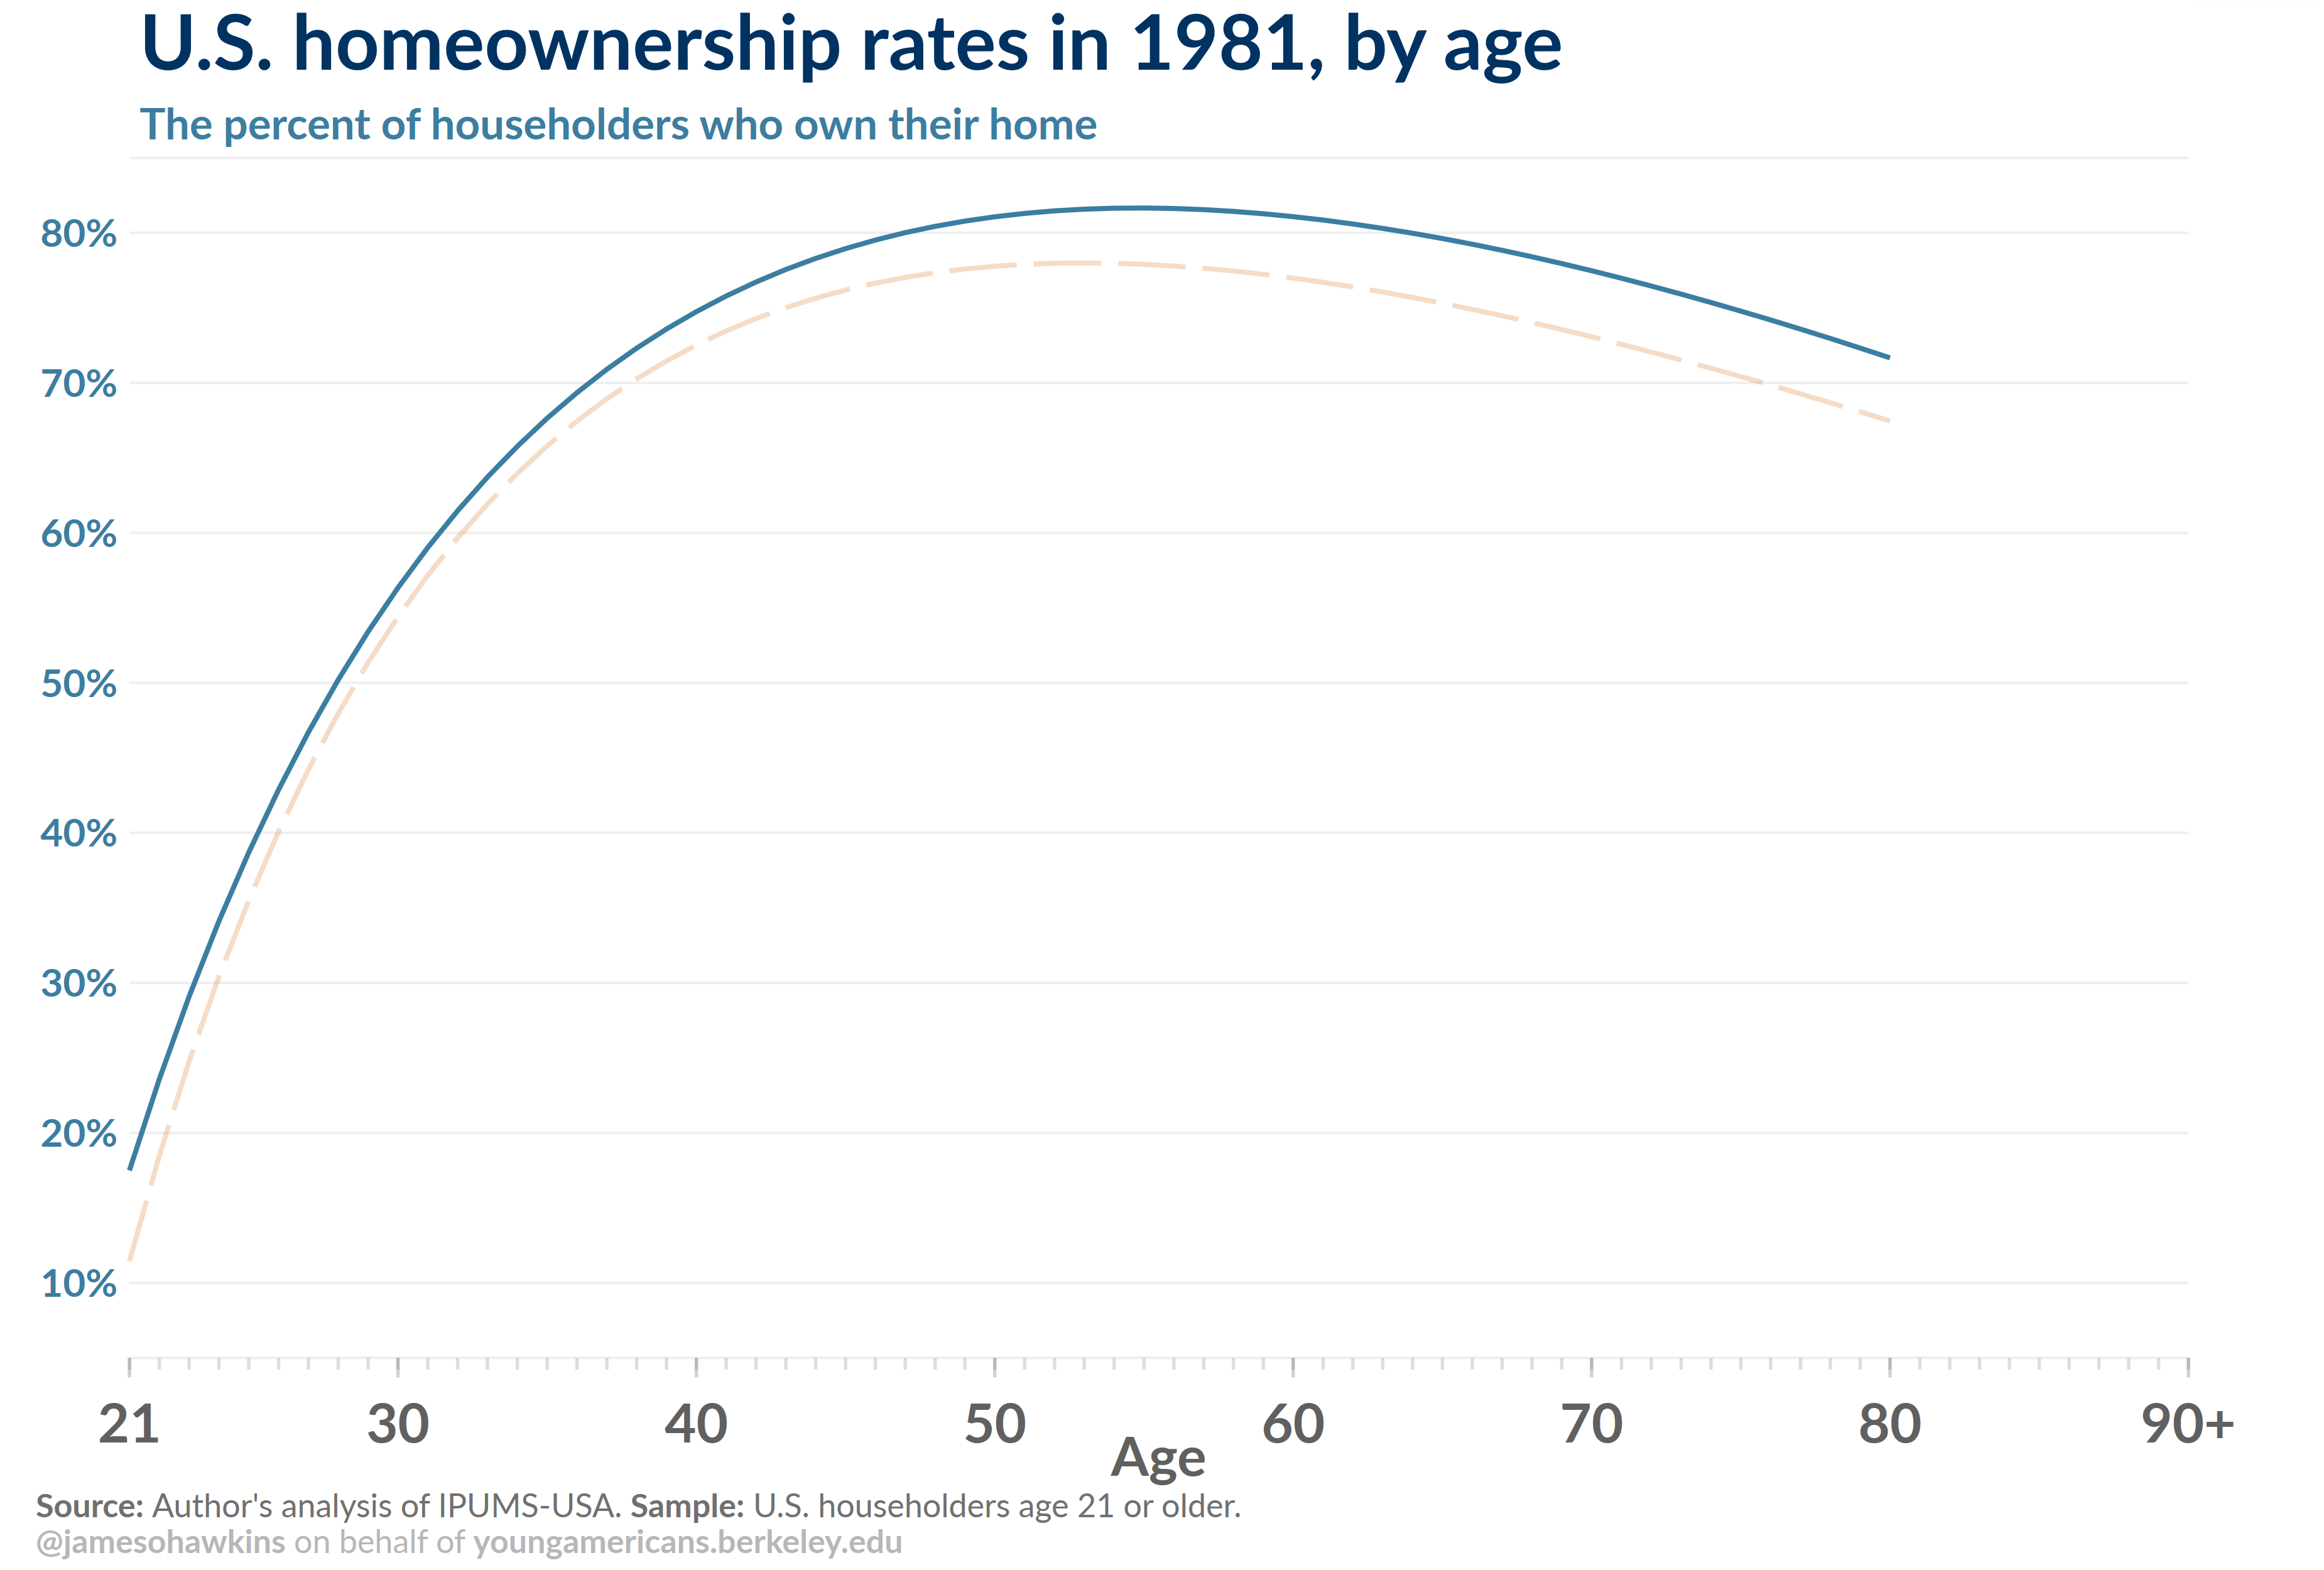 U.S. homeownership rates in 1981, by age
The percent of householders who own their home
80%
70%
60%
50%
40%
30%
20%
10%
21 30 40 50 60 70 80 90+
Age
Source: Author's analysis of IPUMS-USA. Sample: U.S. householders age 21 or older.
@jamesohawkins on behalf of youngamericans.berkeley.edu